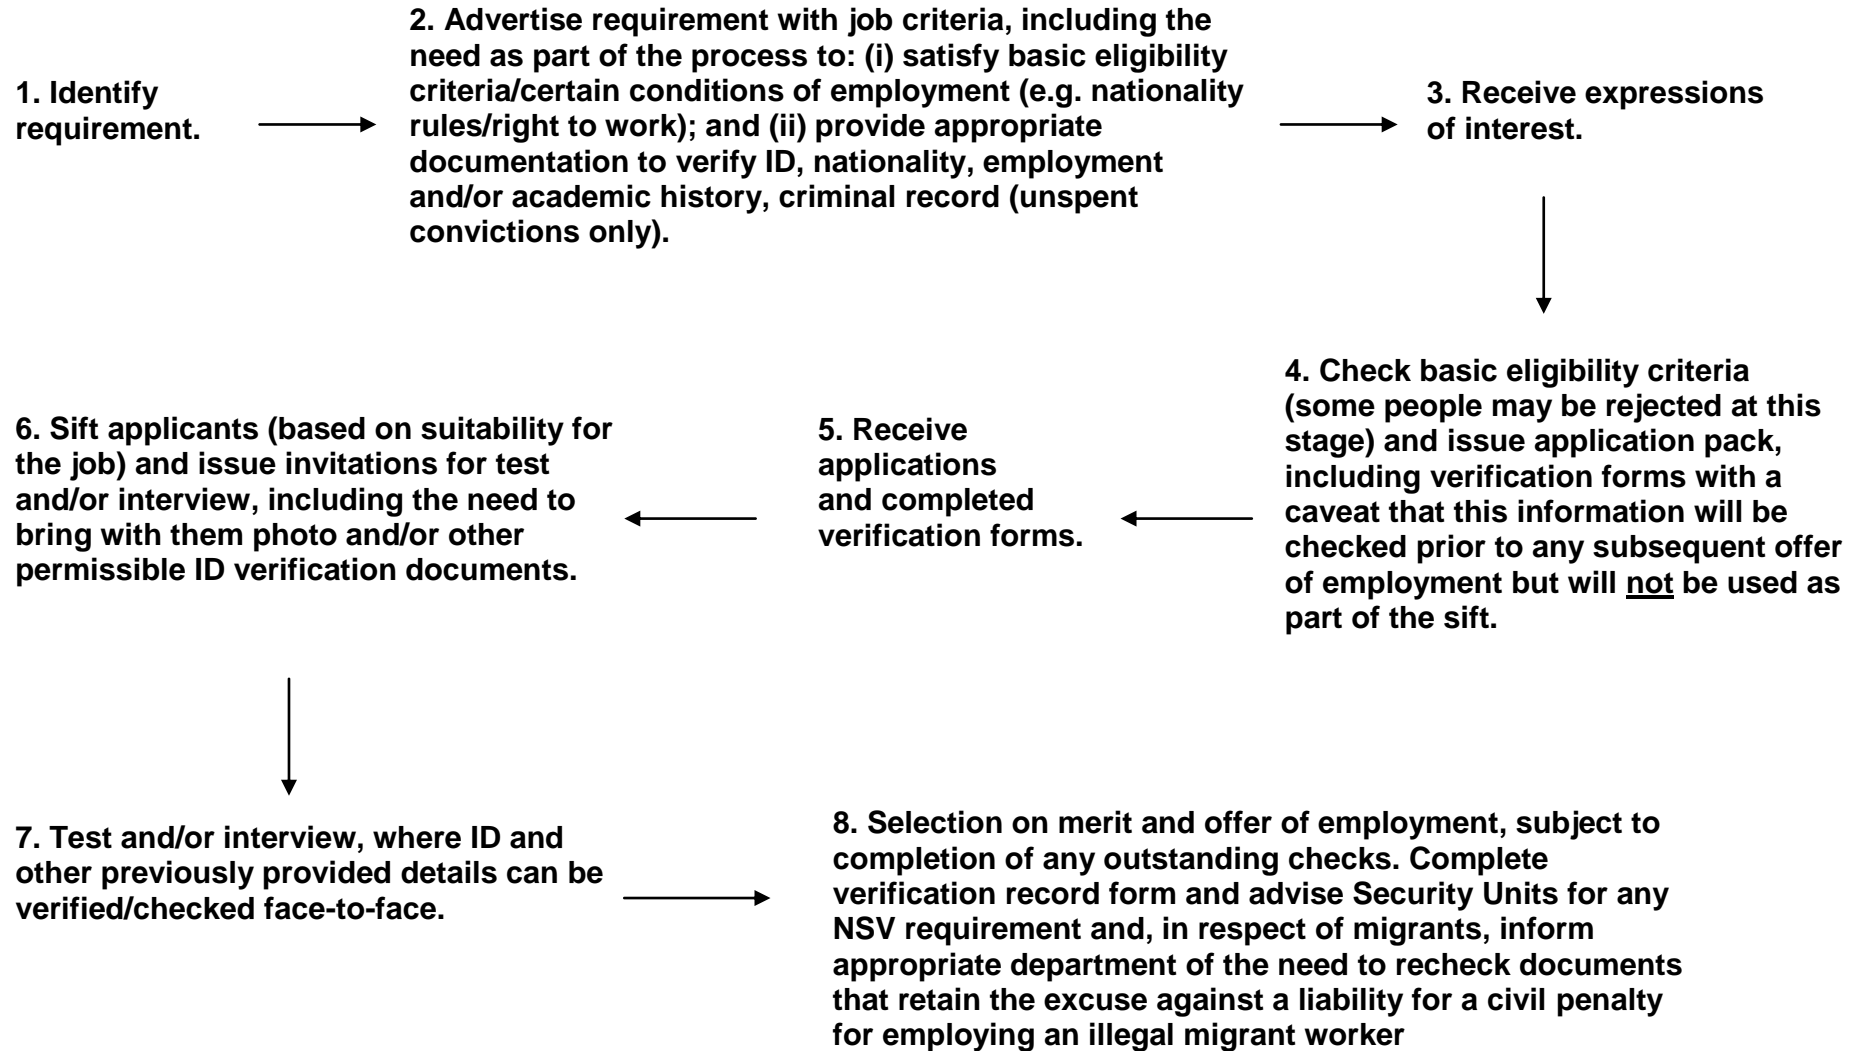 1. Identify
requirement.
2. Advertise requirement with job criteria, including the
need as part of the process to: (i) satisfy basic eligibility
criteria/certain conditions of employment (e.g. nationality
rules/right to work); and (ii) provide appropriate
documentation to verify ID, nationality, employment
and/or academic history, criminal record (unspent
convictions only).
3. Receive expressions
of interest.
4. Check basic eligibility criteria
(some people may be rejected at this
stage) and issue application pack,
including verification forms with a
caveat that this information will be
checked prior to any subsequent offer
of employment but will not be used as
part of the sift.
5. Receive
applications
and completed
verification forms.
6. Sift applicants (based on suitability for
the job) and issue invitations for test
and/or interview, including the need to
bring with them photo and/or other
permissible ID verification documents.
7. Test and/or interview, where ID and
other previously provided details can be
verified/checked face-to-face.
8. Selection on merit and offer of employment, subject to
completion of any outstanding checks. Complete
verification record form and advise Security Units for any
NSV requirement and, in respect of migrants, inform
appropriate department of the need to recheck documents
that retain the excuse against a liability for a civil penalty
for employing an illegal migrant worker